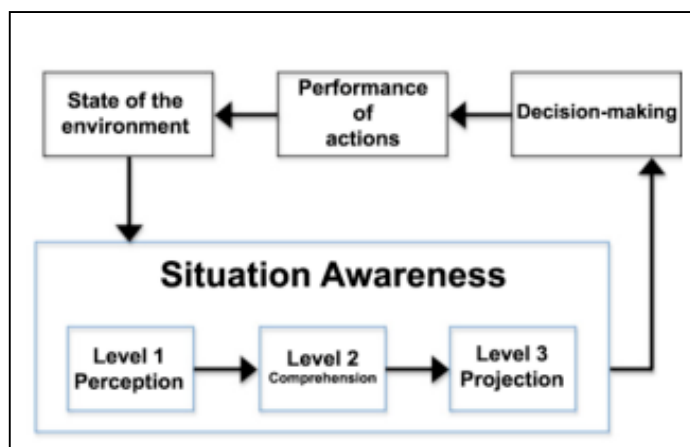 State of the
environment
Performance
of
actions
Decision-making
Situation Awareness
Level 1
Perception
Level 2
Comprehension
Level 3
Projection